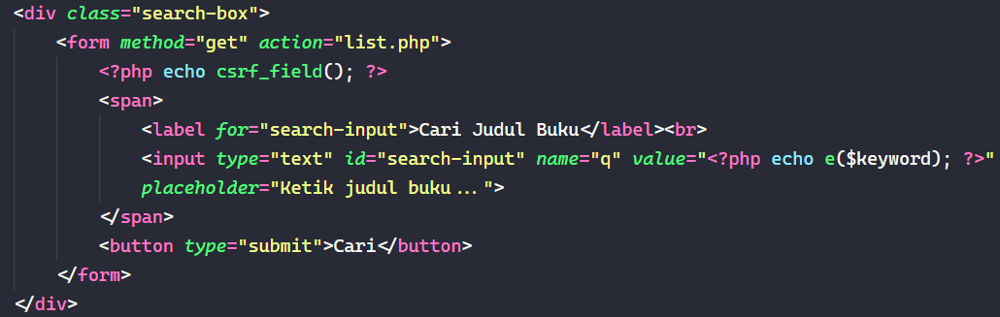 <div class="search-box">
<form method="get" action="list.php">
<?php echo csrf_field(); ?>
<span>
<label for="search-input">Cari Judul Buku</label><br>
<input type="text" id="search-input" name="q" value="<?php echo e($keyword); ?>"
placeholder="Ketik judul buku...">
</span>
<button type="submit">Cari</button>
</form>
</div>